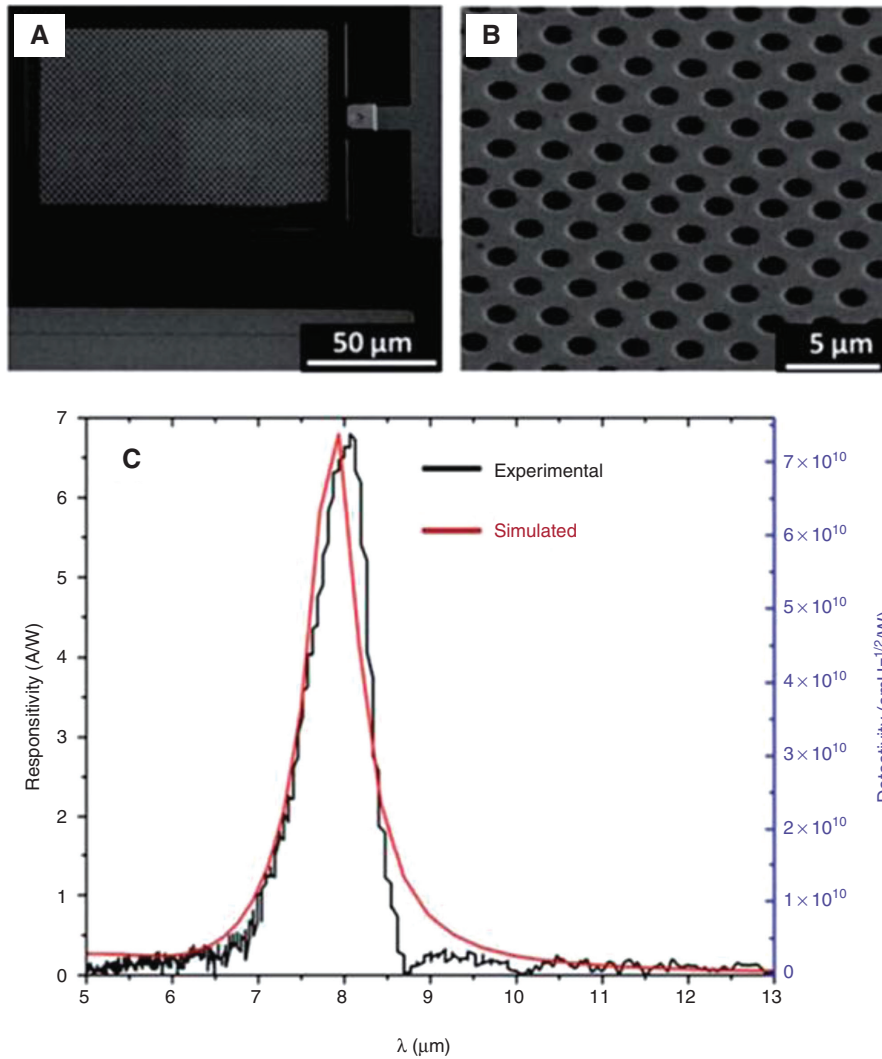 A
B
50 μm
5 μm
C
Experimental
Simulated
7
6
5
4
3
2
1
0
Responsitivity (A/W)
7×10¹⁰
6×10¹⁰
5×10¹⁰
4×10¹⁰
3×10¹⁰
2×10¹⁰
1×10¹⁰
0
5 6 7 8 9 10 11 12 13
λ (μm)